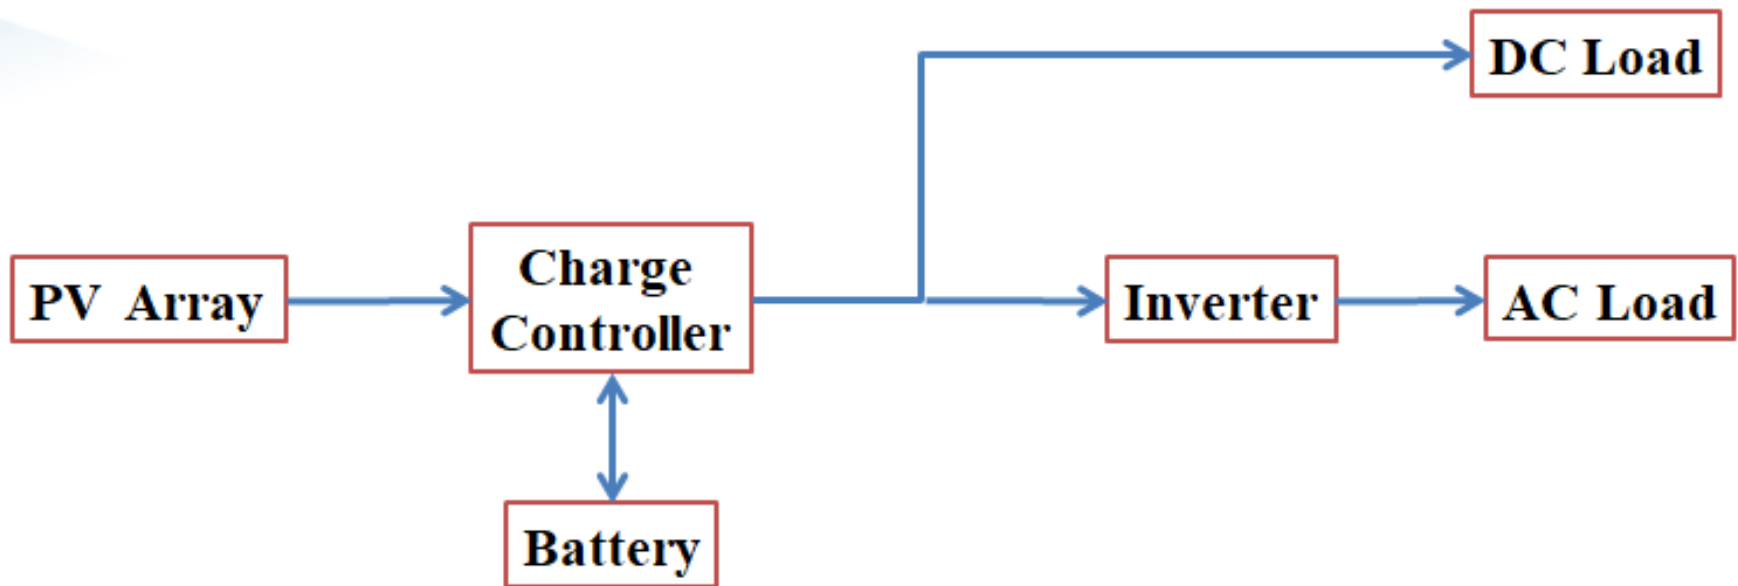 DC Load
PV Array
Charge
Controller
Inverter
AC Load
Battery